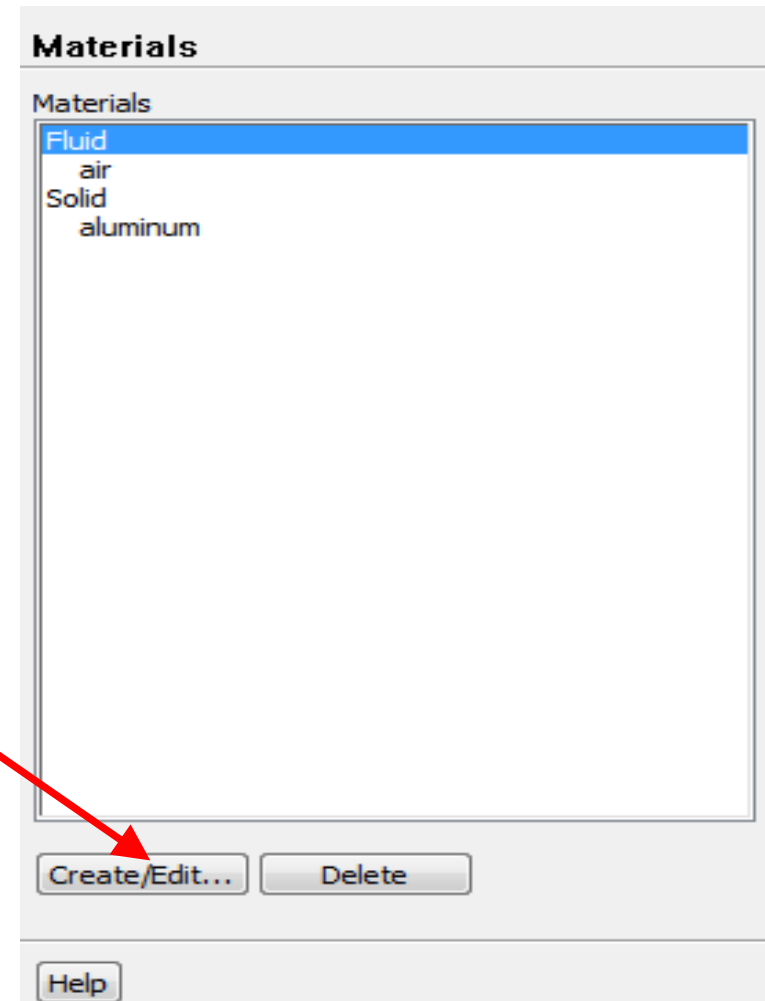 Materials
Materials
Fluid
air
Solid
aluminum
Create/Edit... Delete
Help